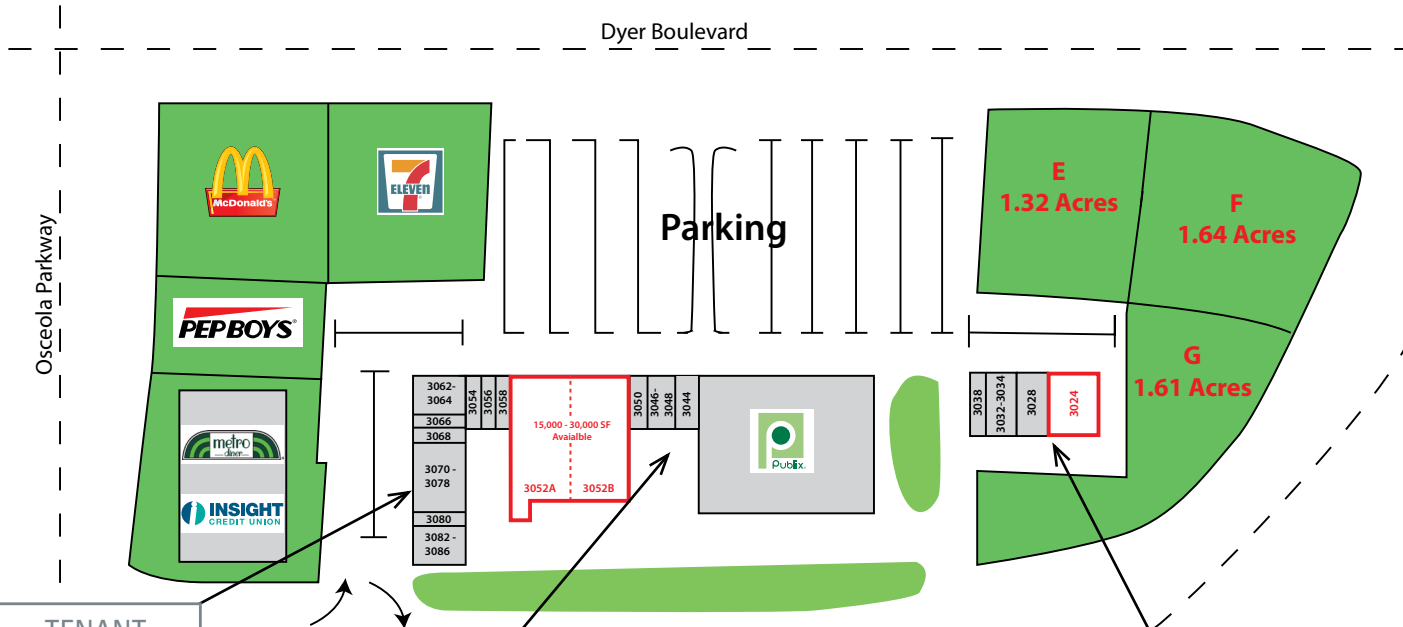 Dyer Boulevard
Osceola Parkway
McDonald's
7
ELEVEN
PEP BOYS
metro
diner
INSIGHT
CREDIT UNION
Parking
E
1.32 Acres
F
1.64 Acres
G
1.61 Acres
3062-
3064
3066
3068
3070 -
3078
3080
3082 -
3086
3054
3056
3058
15,000 - 30,000 SF
Avaialble
3052A
3052B
3050
3046-
3048
3044
Publix.
3038
3032-3034
3028
3024
TENANT